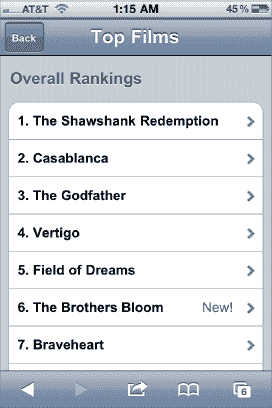 AT&T 1:15 AM 45%
Back Top Films
Overall Rankings
1. The Shawshank Redemption
2. Casablanca
3. The Godfather
4. Vertigo
5. Field of Dreams
6. The Brothers Bloom New!
7. Braveheart
6